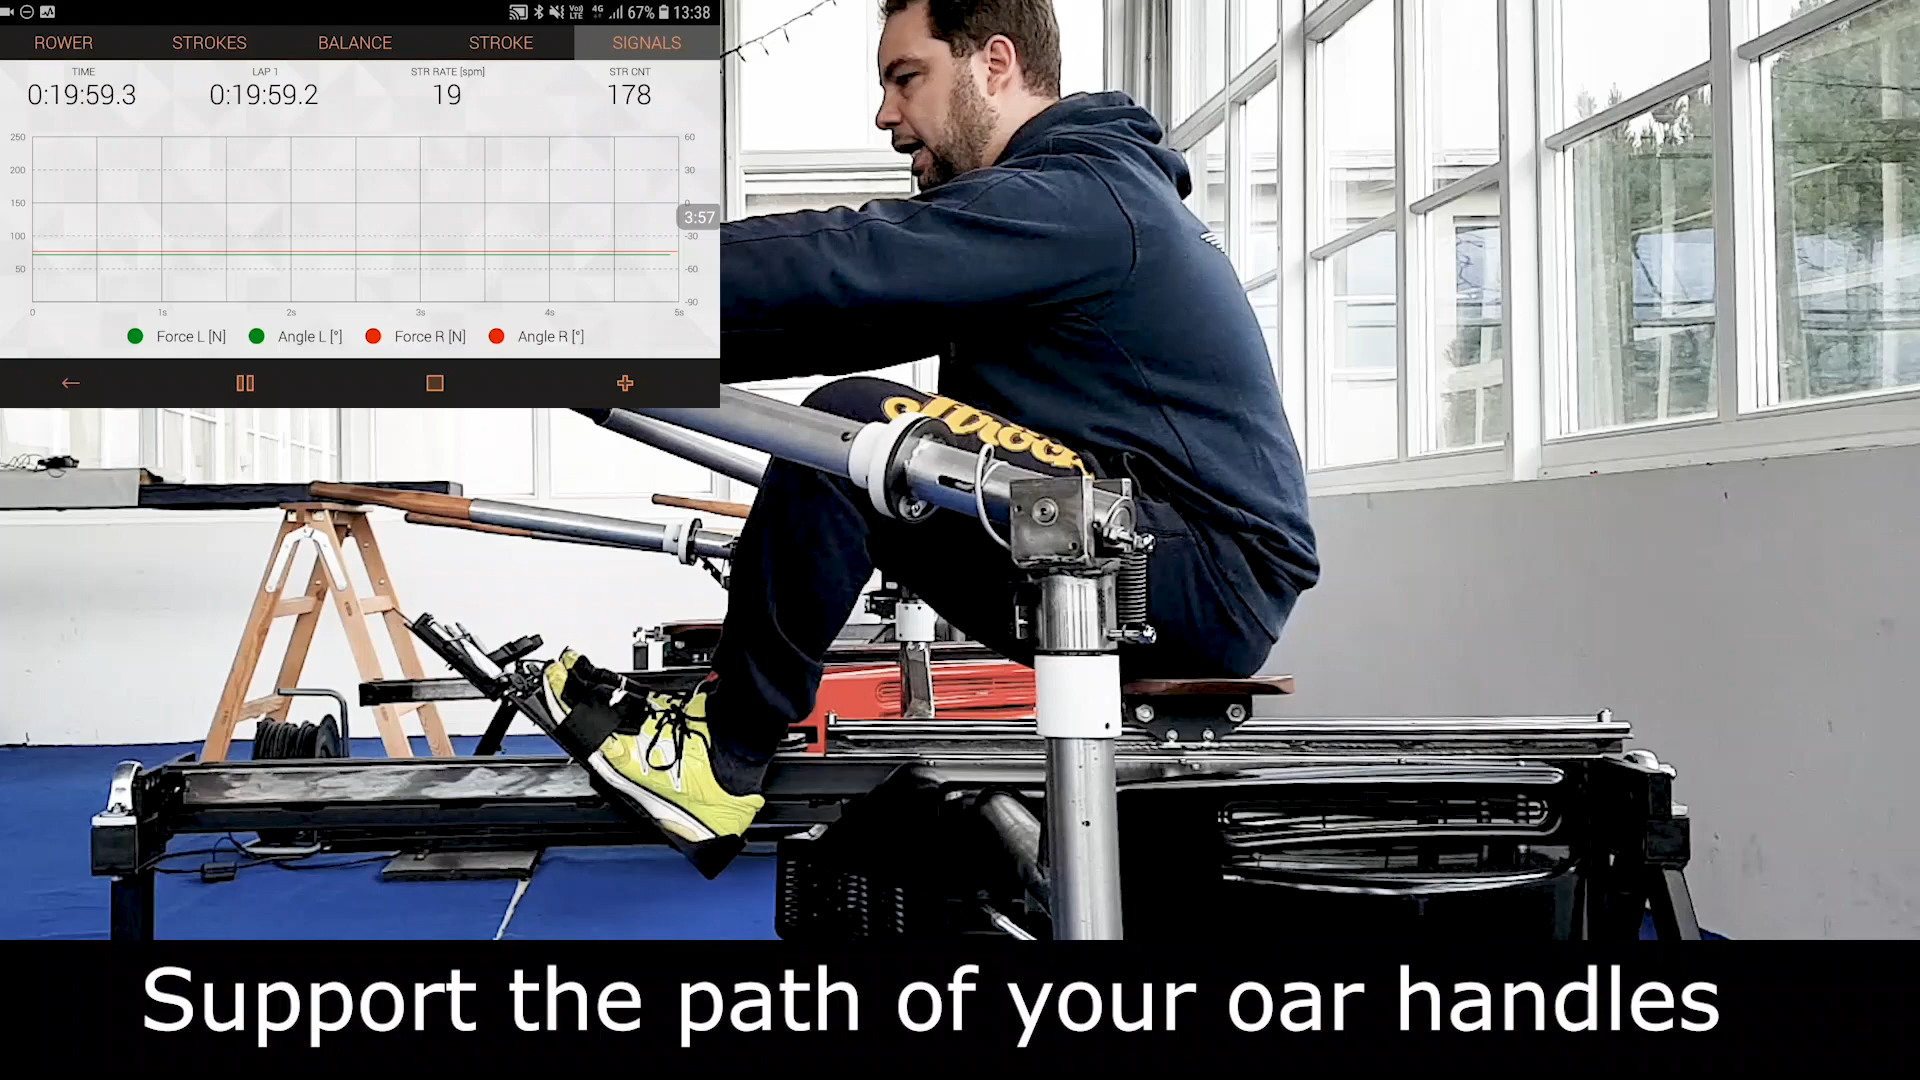 VoLTE 4G 67% 13:38
ROWER STROKES BALANCE STROKE SIGNALS
TIME LAP 1 STR RATE [spm] STR CNT
0:19:59.3 0:19:59.2 19 178
250 60
200 30
150 0
3:57
100 -30
50 -60
-90
0 1s 2s 3s 4s 5s
Force L [N] Angle L [°] Force R [N] Angle R [°]
Support the path of your oar handles